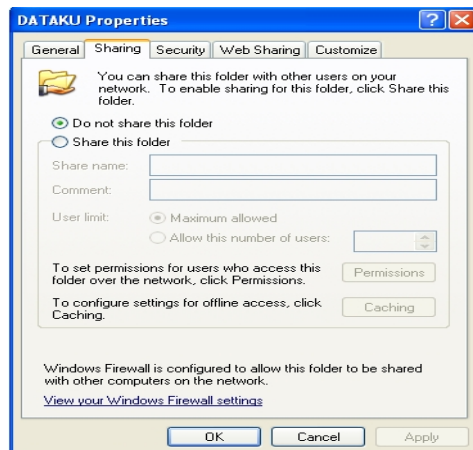 DATAKU Properties
General Sharing Security Web Sharing Customize
You can share this folder with other users on your
network. To enable sharing for this folder, click Share this
folder.
Do not share this folder
Share this folder
Share name:
Comment:
User limit: Maximum allowed
Allow this number of users:
To set permissions for users who access this
folder over the network, click Permissions.
Permissions
To configure settings for offline access, click
Caching.
Caching
Windows Firewall is configured to allow this folder to be shared
with other computers on the network.
View your Windows Firewall settings
OK Cancel Apply